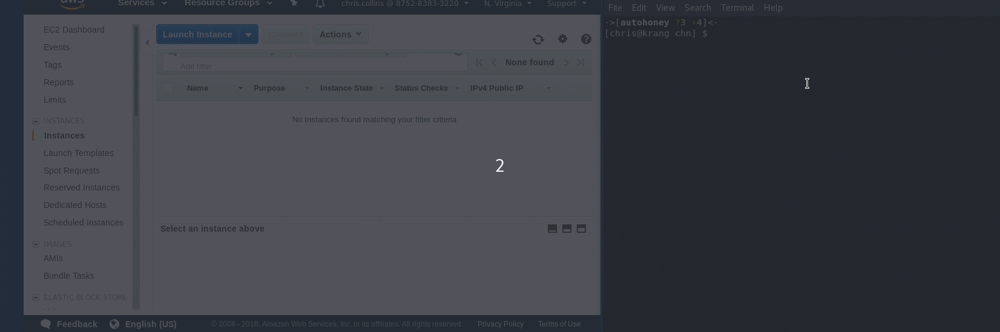 aws
Services
Resource Groups
chris.collins @ 8752-8383-3220
N. Virginia
Support
EC2 Dashboard
Events
Tags
Reports
Limits
INSTANCES
Instances
Launch Templates
Spot Requests
Reserved Instances
Dedicated Hosts
Scheduled Instances
IMAGES
AMIs
Bundle Tasks
ELASTIC BLOCK STORE
Launch Instance
Connect
Actions
Add filter
None found
Name
Purpose
Instance State
Status Checks
IPv4 Public IP
No Instances found matching your filter criteria
2
Select an instance above
Feedback
English (US)
© 2008 - 2018, Amazon Web Services, Inc. or its affiliates. All rights reserved.
Privacy Policy
Terms of Use
File Edit View Search Terminal Help
->[autohoney ?3 +4]<-
[chris@krang chn] $